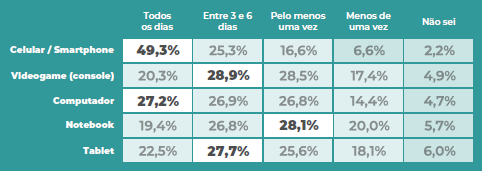 Todos os dias Entre 3 e 6 dias Pelo menos uma vez Menos de uma vez Não sei
Celular / Smartphone 49,3% 25,3% 16,6% 6,6% 2,2%
Videogame (console) 20,3% 28,9% 28,5% 17,4% 4,9%
Computador 27,2% 26,9% 26,8% 14,4% 4,7%
Notebook 19,4% 26,8% 28,1% 20,0% 5,7%
Tablet 22,5% 27,7% 25,6% 18,1% 6,0%